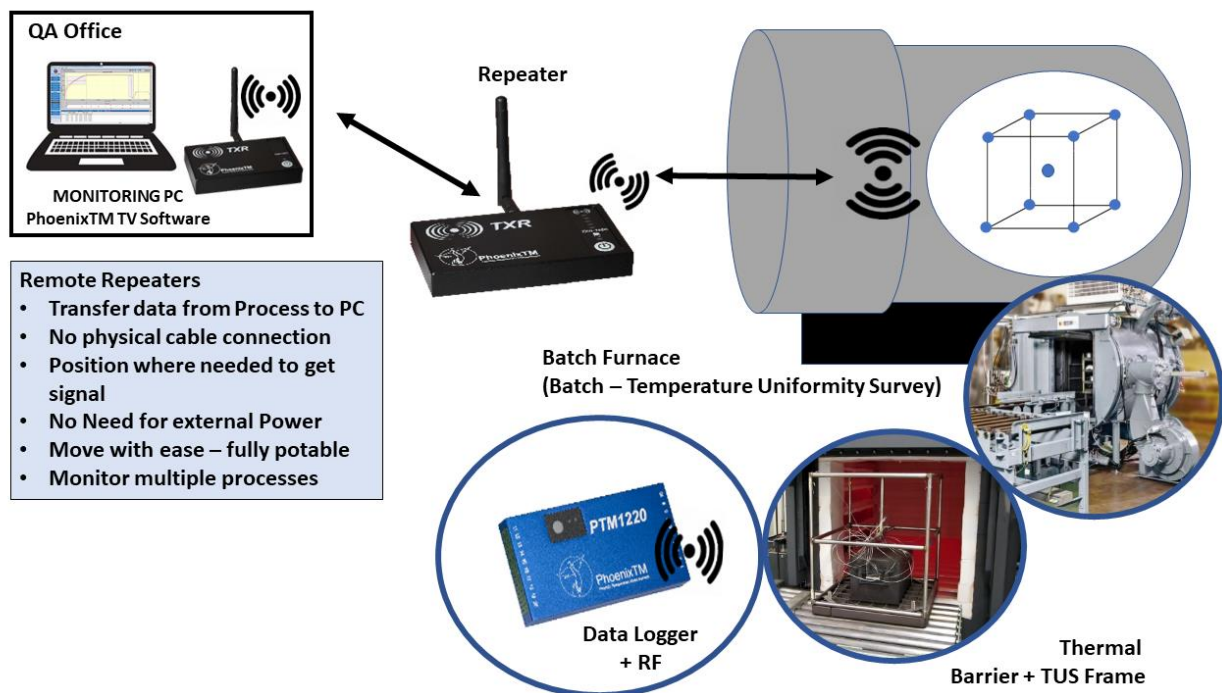 QA Office
TXR
MONITORING PC
PhoenixTM TV Software
Repeater
TXR
PhoenixTM
Remote Repeaters
• Transfer data from Process to PC
• No physical cable connection
• Position where needed to get
signal
• No Need for external Power
• Move with ease – fully potable
• Monitor multiple processes
Batch Furnace
(Batch – Temperature Uniformity Survey)
PTM1220
PhoenixTM
Data Logger
+ RF
Thermal
Barrier + TUS Frame